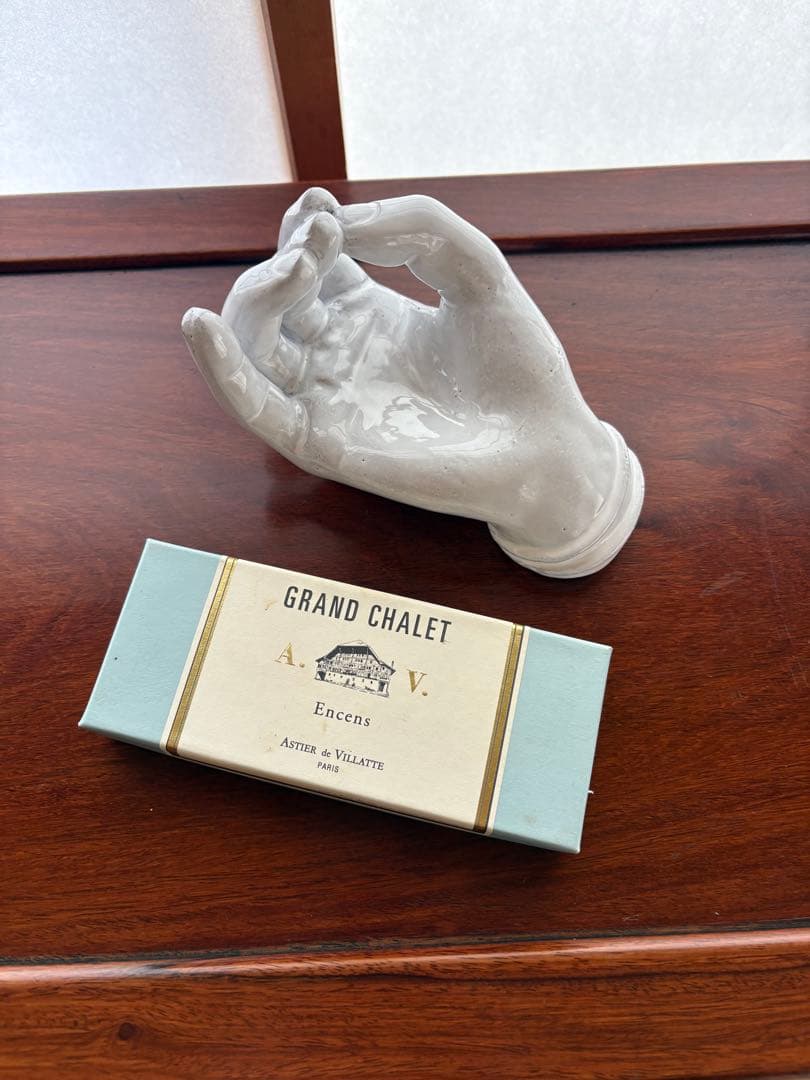 GRAND CHALET
A. V.
Encens
ASTIER de VILLATTE
PARIS